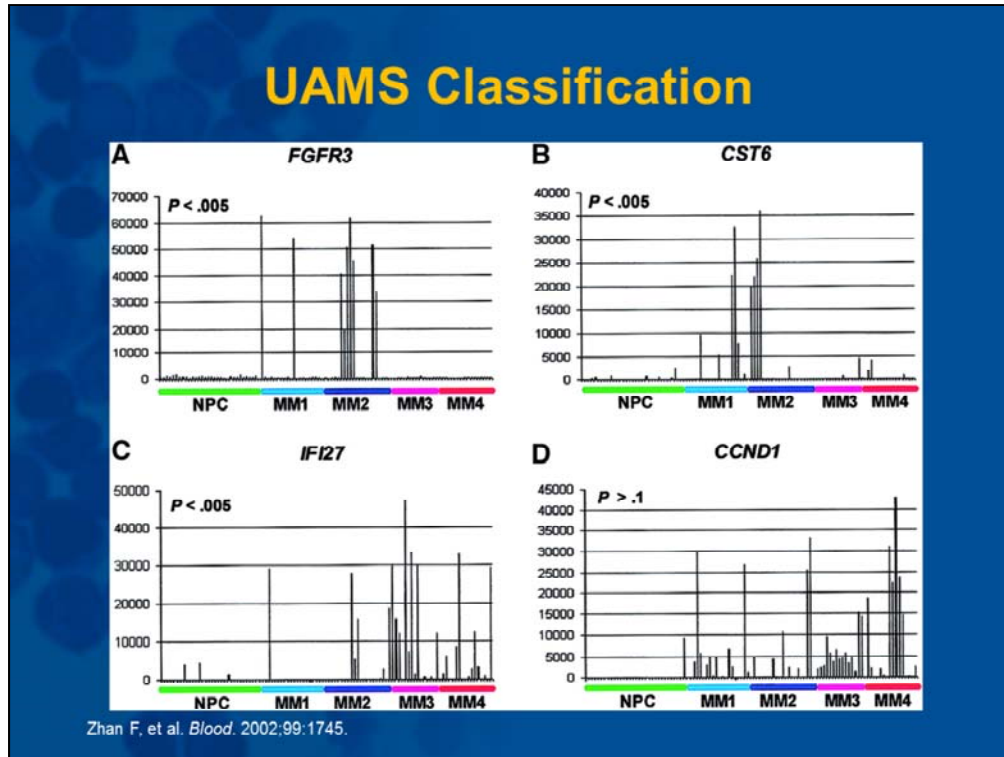 UAMS Classification
A FGFR3
P < .005
70000
60000
50000
40000
30000
20000
10000
0
NPC MM1 MM2 MM3 MM4
B CST6
P < .005
40000
35000
30000
25000
20000
15000
10000
5000
0
NPC MM1 MM2 MM3 MM4
C IFI27
P < .005
50000
40000
30000
20000
10000
0
NPC MM1 MM2 MM3 MM4
D CCND1
P > .1
45000
40000
35000
30000
25000
20000
15000
10000
5000
0
NPC MM1 MM2 MM3 MM4
Zhan F, et al. Blood. 2002;99:1745.